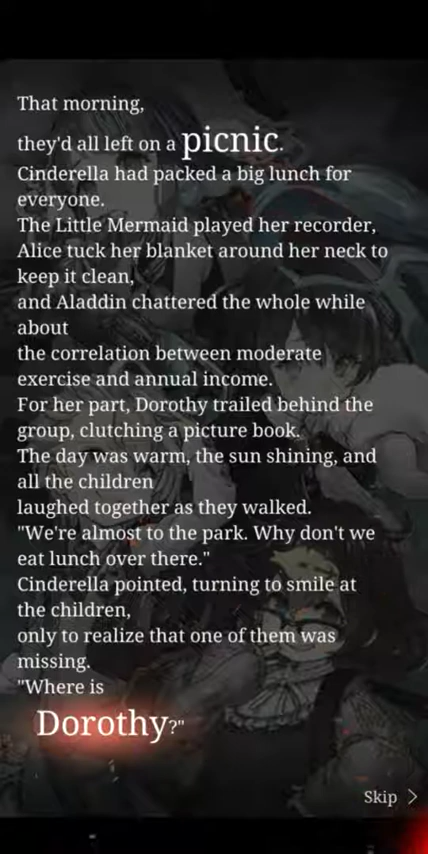 That morning,
they'd all left on a picnic.
Cinderella had packed a big lunch for
everyone.
The Little Mermaid played her recorder,
Alice tuck her blanket around her neck to
keep it clean,
and Aladdin chattered the whole while
about
the correlation between moderate
exercise and annual income.
For her part, Dorothy trailed behind the
group, clutching a picture book.
The day was warm, the sun shining, and
all the children
laughed together as they walked.
"We're almost to the park. Why don't we
eat lunch over there."
Cinderella pointed, turning to smile at
the children,
only to realize that one of them was
missing.
"Where is
Dorothy?"
Skip >